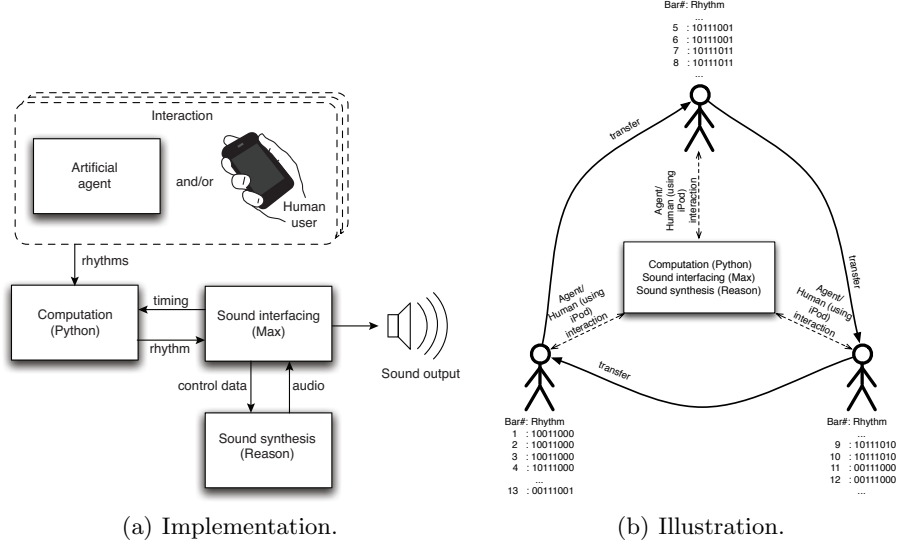 Interaction
Artificial
agent
and/or
Human
user
rhythms
Computation
(Python)
timing
rhythm
Sound interfacing
(Max)
Sound output
control data
audio
Sound synthesis
(Reason)
(a) Implementation.
Bar#: Rhythm
...
5 : 10111001
6 : 10111001
7 : 10111011
8 : 10111011
...
transfer
Agent/
Human (using
iPod)
interaction
transfer
Computation (Python)
Sound interfacing (Max)
Sound synthesis (Reason)
Agent/
Human (using
iPod)
interaction
Agent/
Human (using
iPod)
interaction
transfer
Bar#: Rhythm
1 : 10011000
2 : 10011000
3 : 10011000
4 : 10111000
...
13 : 00111001
Bar#: Rhythm
...
9 : 10111010
10 : 10111010
11 : 00111000
12 : 00111000
...
(b) Illustration.